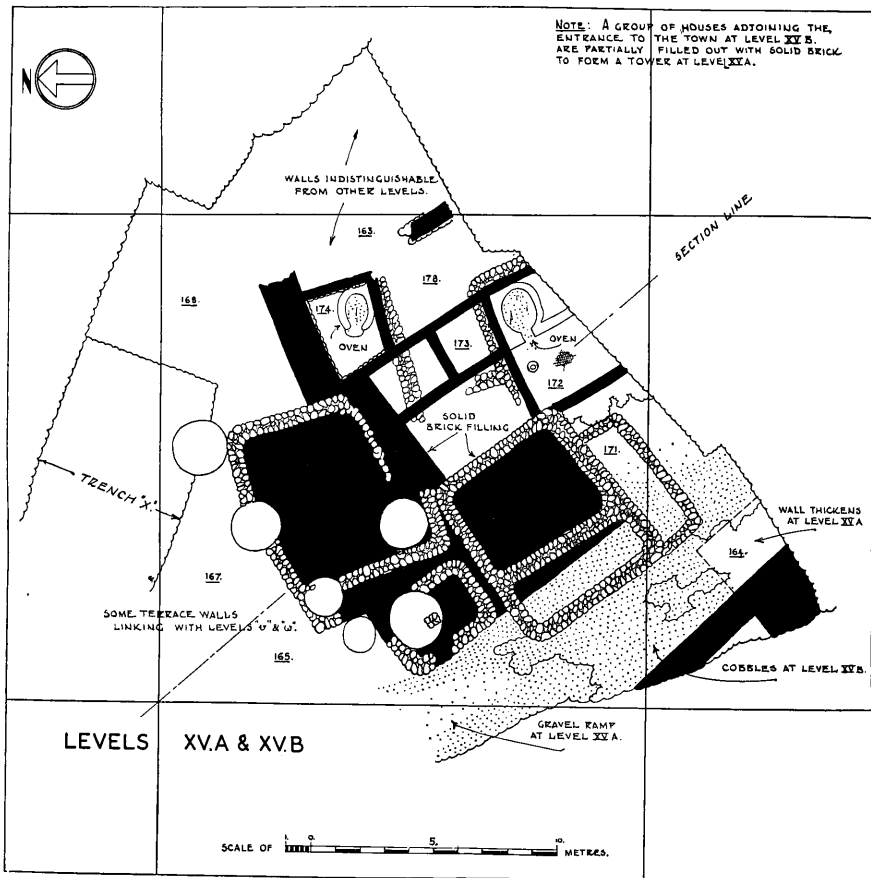 NOTE: A GROUP OF HOUSES ADJOINING THE
ENTRANCE TO THE TOWN AT LEVEL XV B.
ARE PARTIALLY FILLED OUT WITH SOLID BRICK
TO FORM A TOWER AT LEVEL XV A.
N
WALLS INDISTINGUISHABLE
FROM OTHER LEVELS.
163.
SECTION LINE
168.
178.
174.
OVEN
173.
OVEN
172
SOLID
BRICK FILLING
171.
TRENCH "X".
WALL THICKENS
AT LEVEL XV A
164.
167.
SOME TERRACE WALLS
LINKING WITH LEVELS "υ" & "ω".
165.
COBBLES AT LEVEL XV B.
GRAVEL RAMP
AT LEVEL XV A.
LEVELS XV.A & XV.B
1. 0. 5. 10.
SCALE OF METRES.